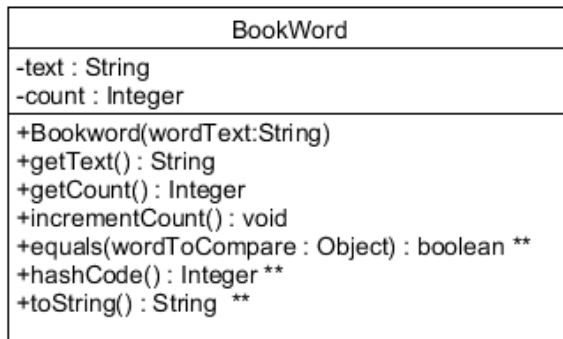 BookWord
-text : String
-count : Integer
+Bookword(wordText:String)
+getText() : String
+getCount() : Integer
+incrementCount() : void
+equals(wordToCompare : Object) : boolean **
+hashCode() : Integer **
+toString() : String **